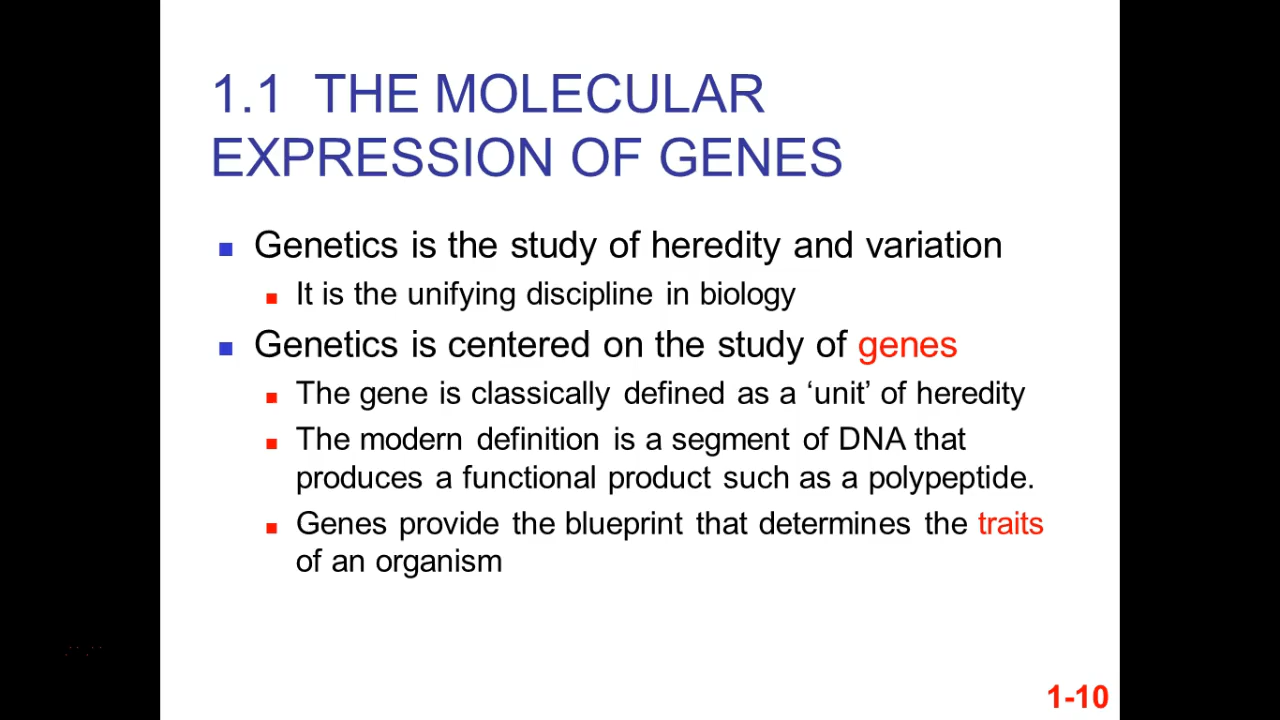 1.1 THE MOLECULAR
EXPRESSION OF GENES
Genetics is the study of heredity and variation
It is the unifying discipline in biology
Genetics is centered on the study of genes
The gene is classically defined as a ‘unit’ of heredity
The modern definition is a segment of DNA that
produces a functional product such as a polypeptide.
Genes provide the blueprint that determines the traits
of an organism
1-10